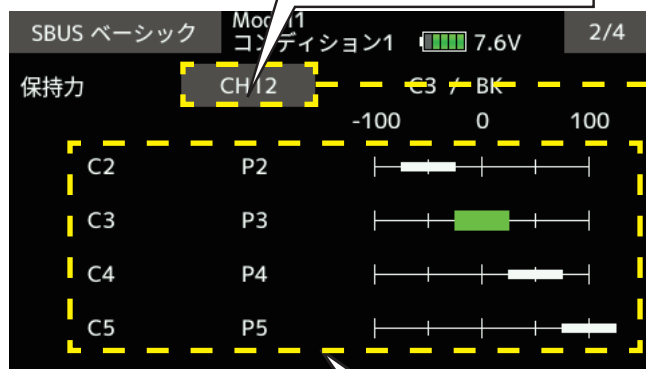 SBUS ベーシック
Model1
コンディション1 7.6V
2/4
保持力 CH12 C3 / BK
-100 0 100
C2 P2
C3 P3
C4 P4
C5 P5